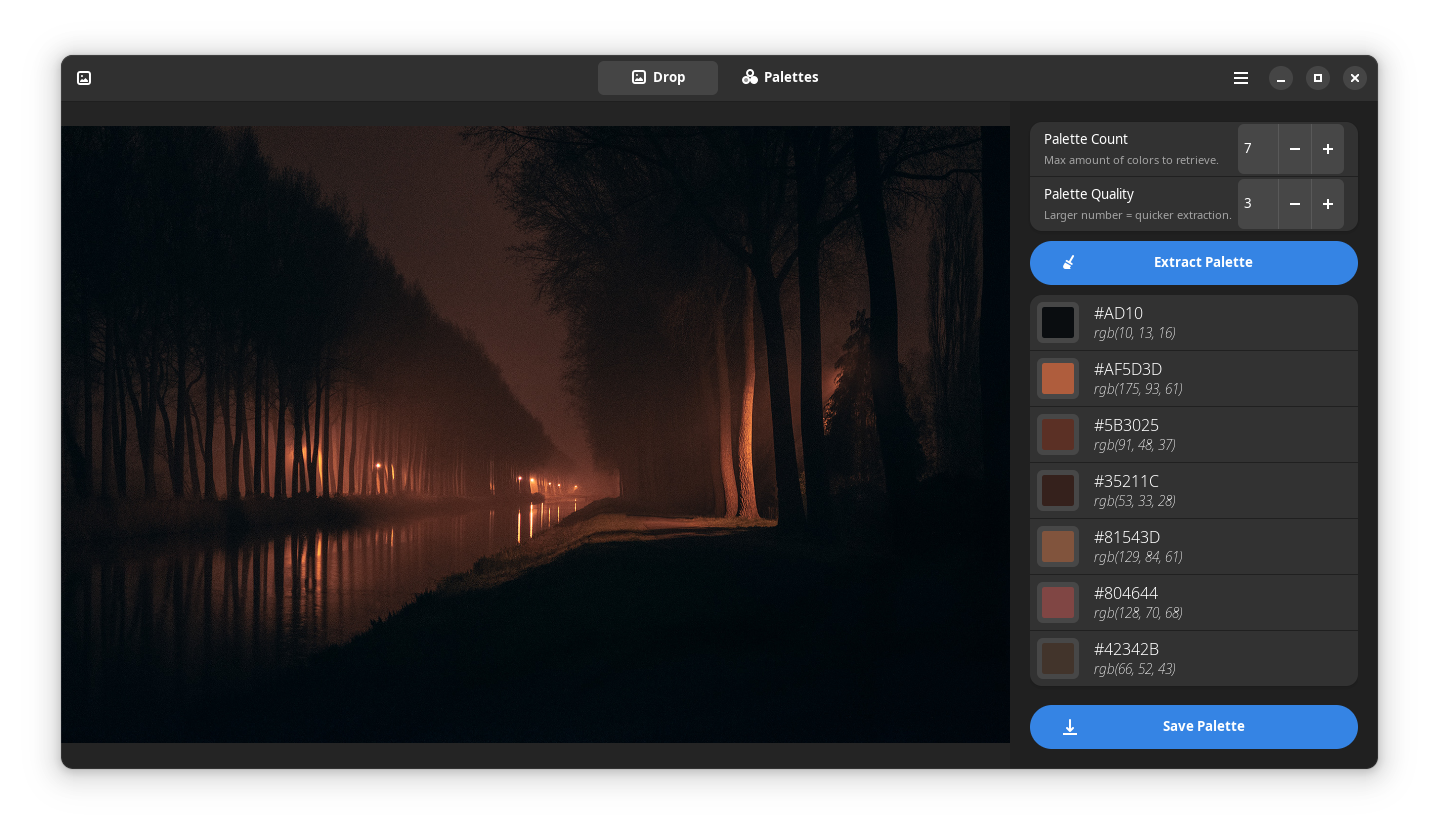 Drop
Palettes
Palette Count
Max amount of colors to retrieve.
7
Palette Quality
Larger number = quicker extraction.
3
Extract Palette
#AD10
rgb(10, 13, 16)
#AF5D3D
rgb(175, 93, 61)
#5B3025
rgb(91, 48, 37)
#35211C
rgb(53, 33, 28)
#81543D
rgb(129, 84, 61)
#804644
rgb(128, 70, 68)
#42342B
rgb(66, 52, 43)
Save Palette